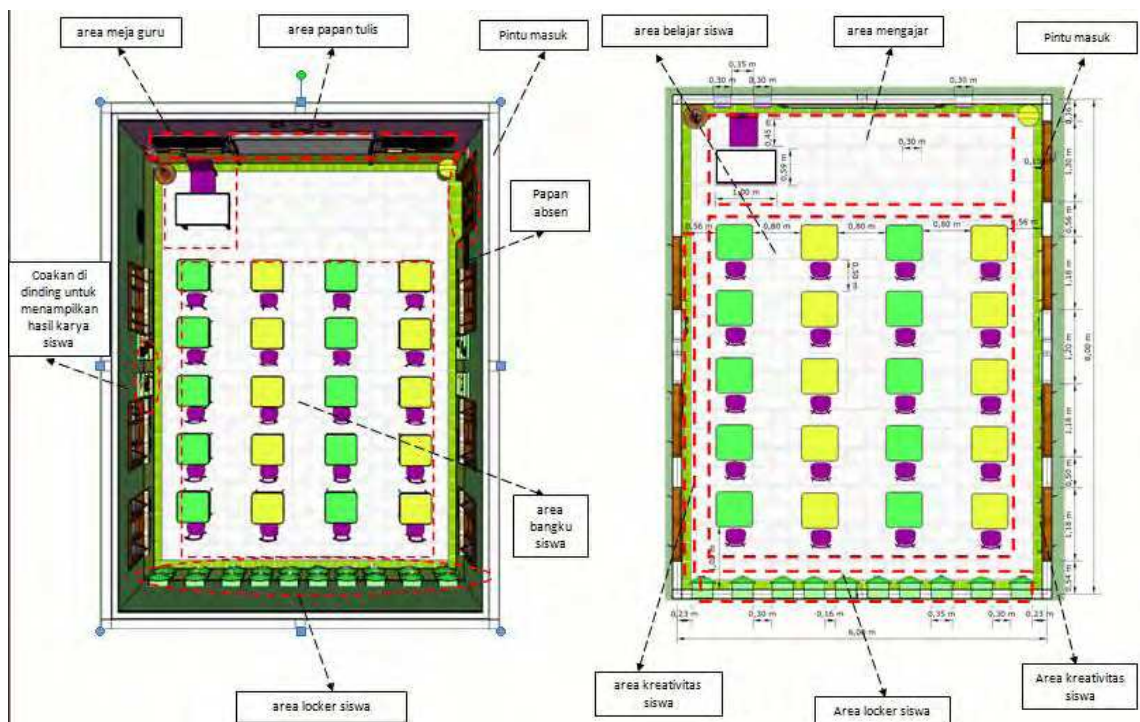 area meja guru
area papan tulis
Pintu masuk
Papan
absen
Coakan di
dinding untuk
menampilkan
hasil karya
siswa
area
bangku
siswa
area locker siswa
area belajar siswa
area mengajar
Pintu masuk
0,35 m
0,30 m
0,30 m
0,30 m
0,45 m
0,30 m
0,59 m
1,00 m
1,30 m
0,56 m
0,80 m
0,80 m
0,80 m
0,56 m
0,56 m
0,50 m
1,18 m
1,20 m
8,00 m
1,18 m
0,50 m
1,18 m
0,54 m
0,23 m
0,30 m
0,16 m
0,35 m
0,30 m
0,23 m
6,00 m
area kreativitas
siswa
Area locker siswa
Area kreativitas
siswa